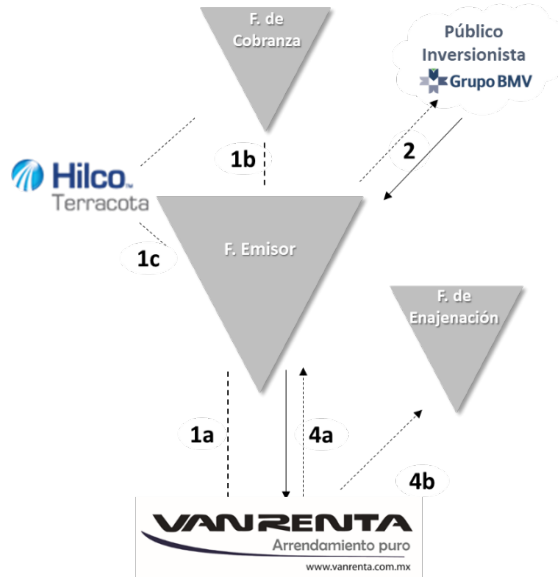 F. de
Cobranza
Público
Inversionista
Grupo BMV
1b
2
Hilco™
Terracota
1c
F. Emisor
F. de
Enajenación
1a
4a
4b
VANRENTA
Arrendamiento puro
www.vanrenta.com.mx